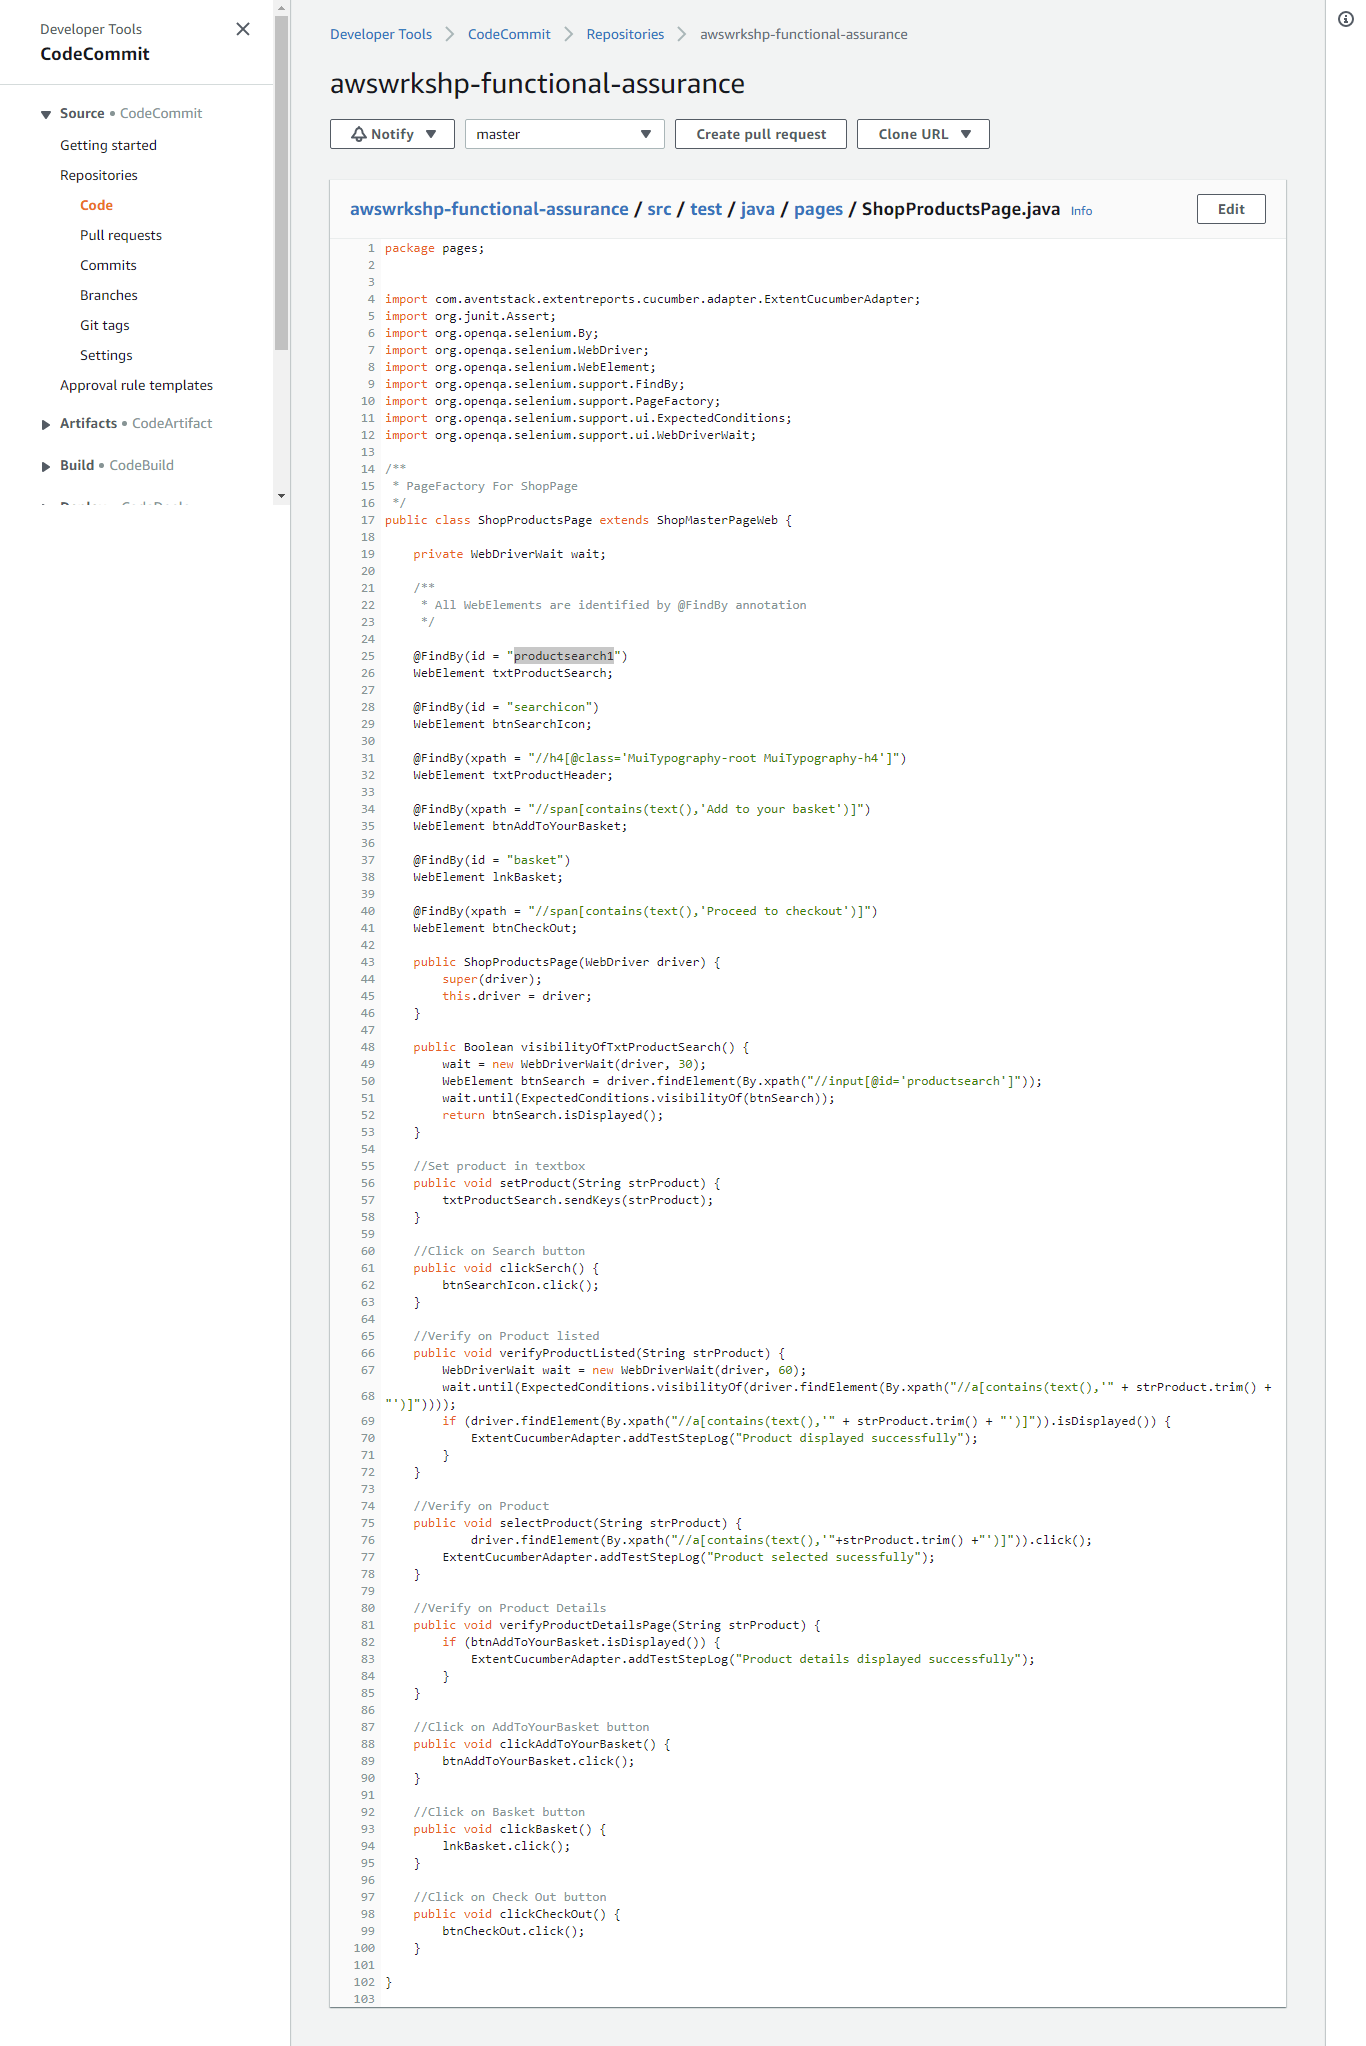 Developer Tools
CodeCommit
Source • CodeCommit
Getting started
Repositories
Code
Pull requests
Commits
Branches
Git tags
Settings
Approval rule templates
Artifacts • CodeArtifact
Build • CodeBuild
Developer Tools > CodeCommit > Repositories > awswrkshp-functional-assurance
awswrkshp-functional-assurance
Notify master Create pull request Clone URL
awswrkshp-functional-assurance / src / test / java / pages / ShopProductsPage.java Info Edit
1 package pages;
2
3
4 import com.aventstack.extentreports.cucumber.adapter.ExtentCucumberAdapter;
5 import org.junit.Assert;
6 import org.openqa.selenium.By;
7 import org.openqa.selenium.WebDriver;
8 import org.openqa.selenium.WebElement;
9 import org.openqa.selenium.support.FindBy;
10 import org.openqa.selenium.support.PageFactory;
11 import org.openqa.selenium.support.ui.ExpectedConditions;
12 import org.openqa.selenium.support.ui.WebDriverWait;
13
14 /**
15 * PageFactory For ShopPage
16 */
17 public class ShopProductsPage extends ShopMasterPageWeb {
18
19 private WebDriverWait wait;
20
21 /**
22 * All WebElements are identified by @FindBy annotation
23 */
24
25 @FindBy(id = "productsearch1")
26 WebElement txtProductSearch;
27
28 @FindBy(id = "searchicon")
29 WebElement btnSearchIcon;
30
31 @FindBy(xpath = "//h4[@class='MuiTypography-root MuiTypography-h4']")
32 WebElement txtProductHeader;
33
34 @FindBy(xpath = "//span[contains(text(),'Add to your basket')]")
35 WebElement btnAddToYourBasket;
36
37 @FindBy(id = "basket")
38 WebElement lnkBasket;
39
40 @FindBy(xpath = "//span[contains(text(),'Proceed to checkout')]")
41 WebElement btnCheckOut;
42
43 public ShopProductsPage(WebDriver driver) {
44 super(driver);
45 this.driver = driver;
46 }
47
48 public Boolean visibilityOfTxtProductSearch() {
49 wait = new WebDriverWait(driver, 30);
50 WebElement btnSearch = driver.findElement(By.xpath("//input[@id='productsearch']"));
51 wait.until(ExpectedConditions.visibilityOf(btnSearch));
52 return btnSearch.isDisplayed();
53 }
54
55 //Set product in textbox
56 public void setProduct(String strProduct) {
57 txtProductSearch.sendKeys(strProduct);
58 }
59
60 //Click on Search button
61 public void clickSerch() {
62 btnSearchIcon.click();
63 }
64
65 //Verify on Product listed
66 public void verifyProductListed(String strProduct) {
67 WebDriverWait wait = new WebDriverWait(driver, 60);
68 wait.until(ExpectedConditions.visibilityOf(driver.findElement(By.xpath("//a[contains(text(),'" + strProduct.trim() +
"')]"))));
69 if (driver.findElement(By.xpath("//a[contains(text(),'" + strProduct.trim() + "')]")).isDisplayed()) {
70 ExtentCucumberAdapter.addTestStepLog("Product displayed successfully");
71 }
72 }
73
74 //Verify on Product
75 public void selectProduct(String strProduct) {
76 driver.findElement(By.xpath("//a[contains(text(),'"+strProduct.trim() +"')]")).click();
77 ExtentCucumberAdapter.addTestStepLog("Product selected sucessfully");
78 }
79
80 //Verify on Product Details
81 public void verifyProductDetailsPage(String strProduct) {
82 if (btnAddToYourBasket.isDisplayed()) {
83 ExtentCucumberAdapter.addTestStepLog("Product details displayed successfully");
84 }
85 }
86
87 //Click on AddToYourBasket button
88 public void clickAddToYourBasket() {
89 btnAddToYourBasket.click();
90 }
91
92 //Click on Basket button
93 public void clickBasket() {
94 lnkBasket.click();
95 }
96
97 //Click on Check Out button
98 public void clickCheckOut() {
99 btnCheckOut.click();
100 }
101
102 }
103